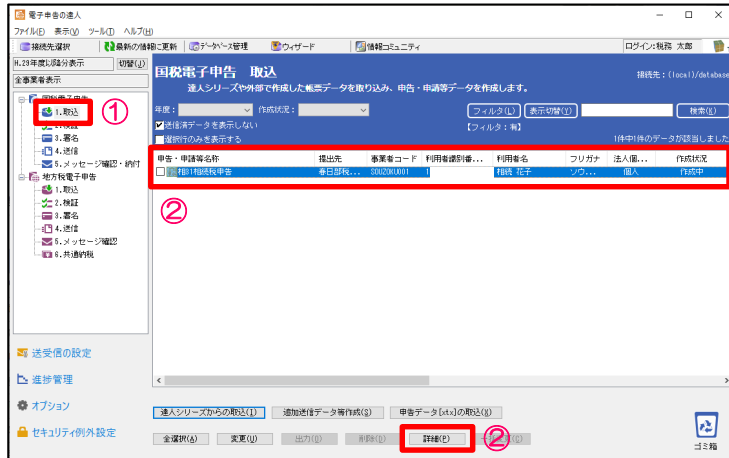 電子申告の達人
ファイル(F) 表示(V) ツール(T) ヘルプ(H)
接続先選択 最新の情報に更新 データベース管理 ウィザード 情報コミュニティ ログイン:税務 太郎
H.29年度以降分表示 切替(J)
全事業者表示
国税電子申告
1.取込
2.検証
3.署名
4.送信
5.メッセージ確認・納付
地方税電子申告
1.取込
2.検証
3.署名
4.送信
5.メッセージ確認
6.共通納税
①
国税電子申告 取込
接続先:(local)/database
達人シリーズや外部で作成した帳票データを取り込み、申告・申請等データを作成します。
年度: 作成状況: フィルタ(L) 表示切替(Y) 検索(K)
送信済データを表示しない 【フィルタ:有】
選択行のみを表示する 1件中1件のデータが該当しました
申告・申請等名称 提出先 事業者コード 利用者識別番... 利用者名 フリガナ 法人個... 作成状況
相01相続税申告 春日部税... SOUZOKU001 1 相続 花子 ソウ... 個人 作成中
②
送受信の設定
進捗管理
オプション
セキュリティ例外設定
達人シリーズからの取込(I) 追加送信データ等作成(S) 申告データ[xtx]の取込(X)
全選択(A) 変更(U) 出力(O) 削除(D) 詳細(P) ②
ゴミ箱